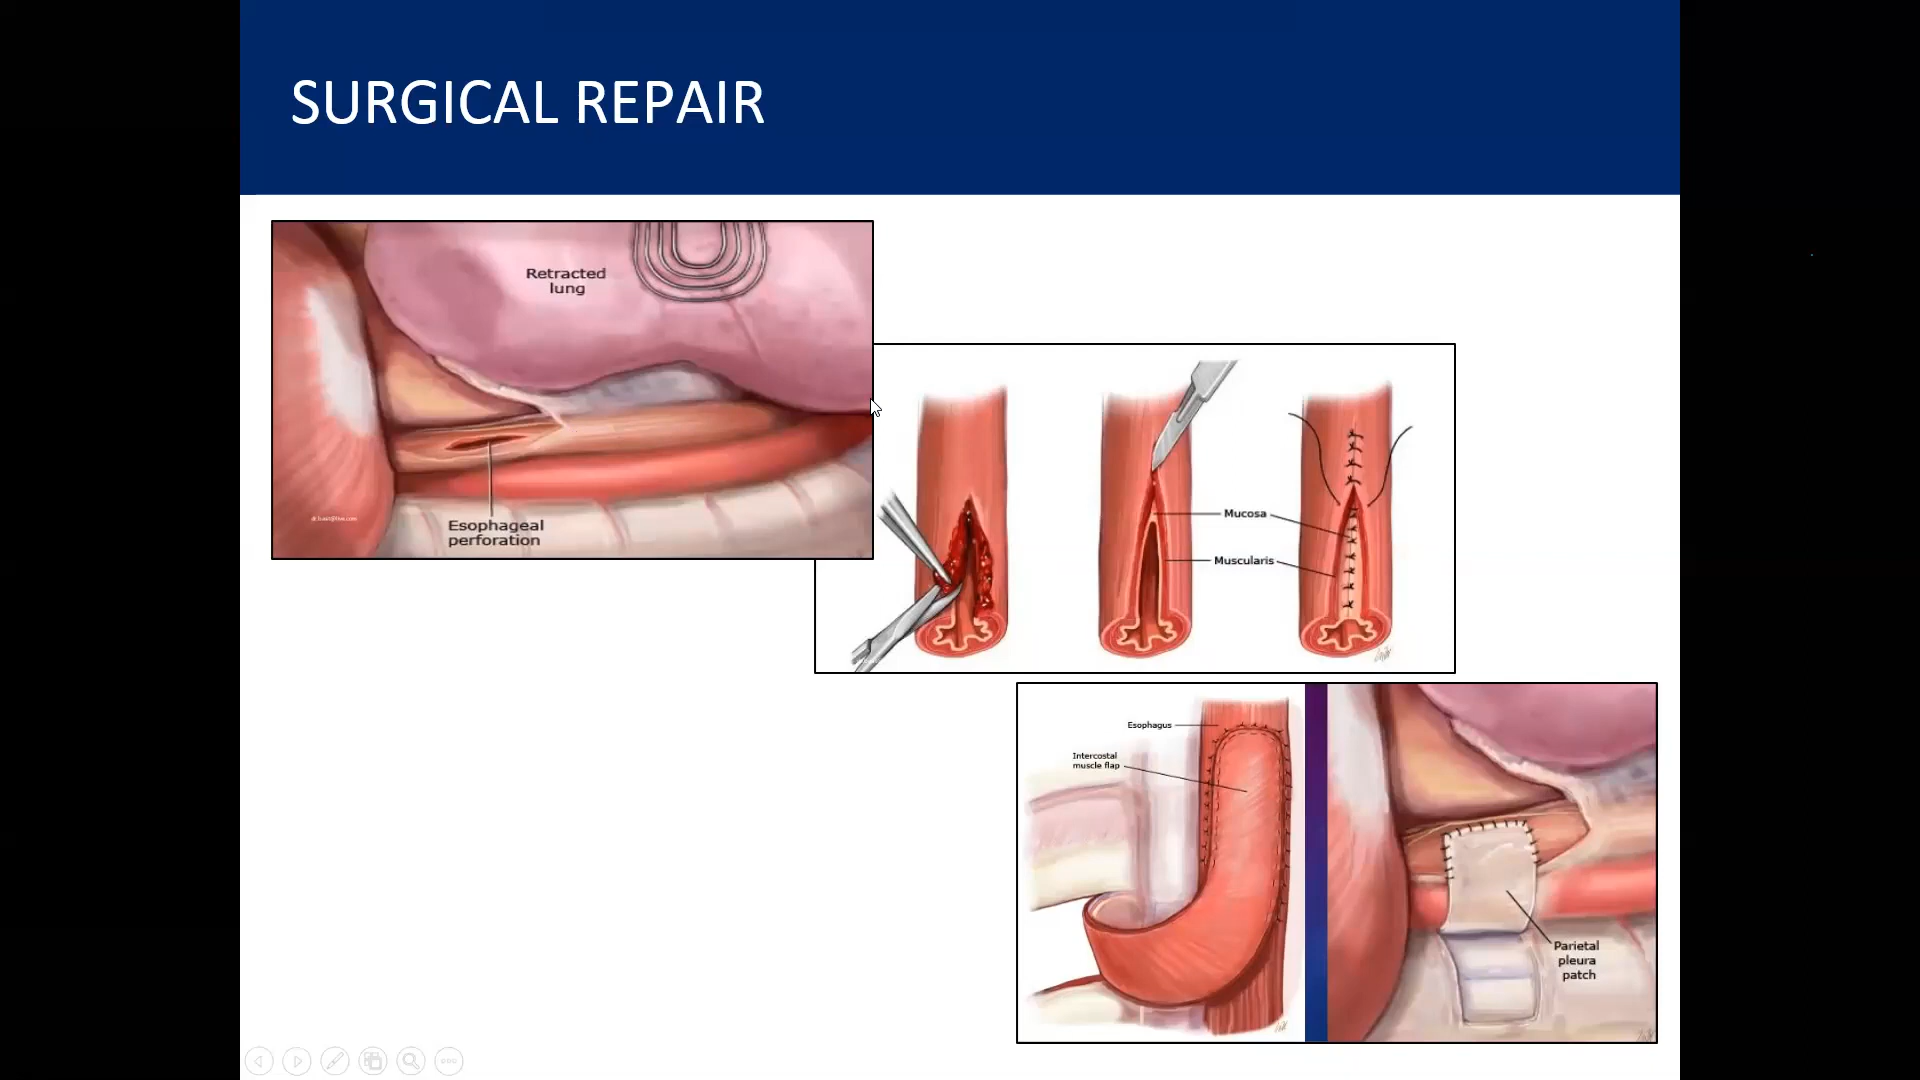 SURGICAL REPAIR
Retracted
lung
Esophageal
perforation
Mucosa
Muscularis
Esophagus
Intercostal
muscle flap
Parietal
pleura
patch